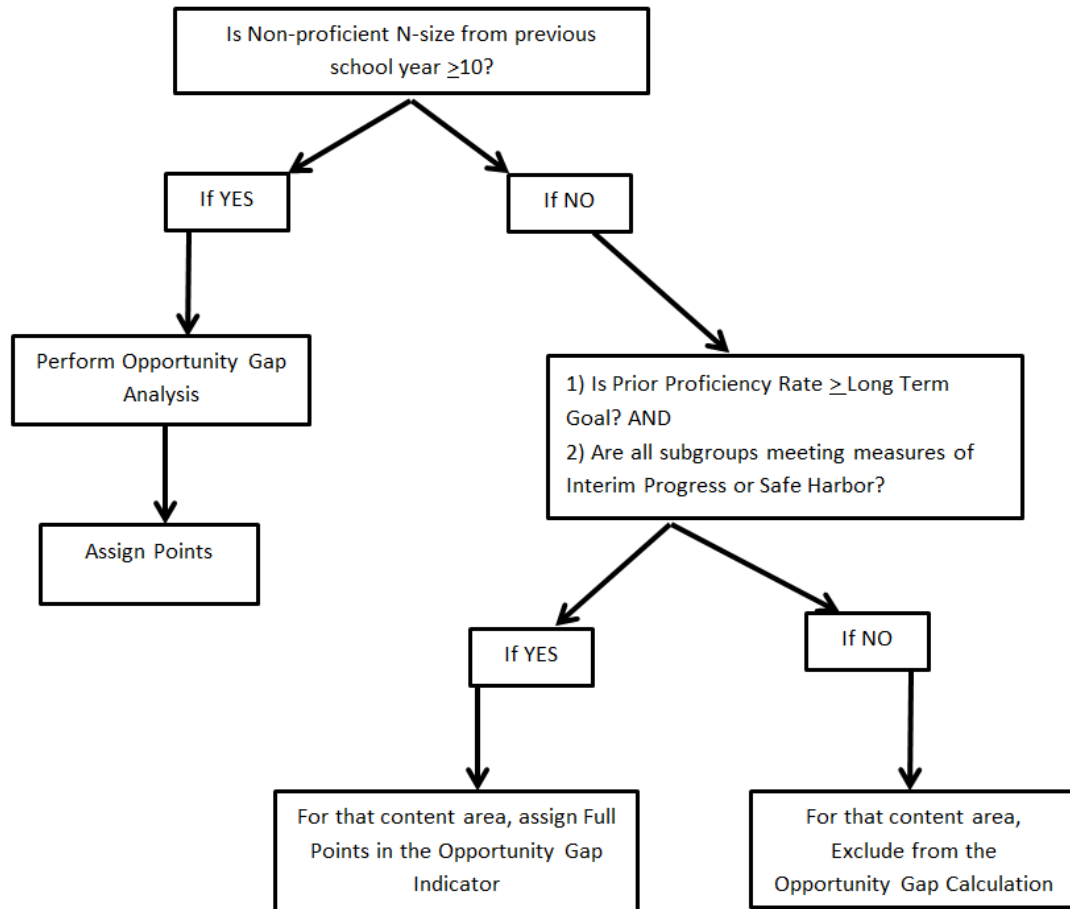 Is Non-proficient N-size from previous
school year ≥10?
If YES
If NO
Perform Opportunity Gap
Analysis
1) Is Prior Proficiency Rate ≥ Long Term
Goal? AND
2) Are all subgroups meeting measures of
Interim Progress or Safe Harbor?
Assign Points
If YES
If NO
For that content area, assign Full
Points in the Opportunity Gap
Indicator
For that content area,
Exclude from the
Opportunity Gap Calculation